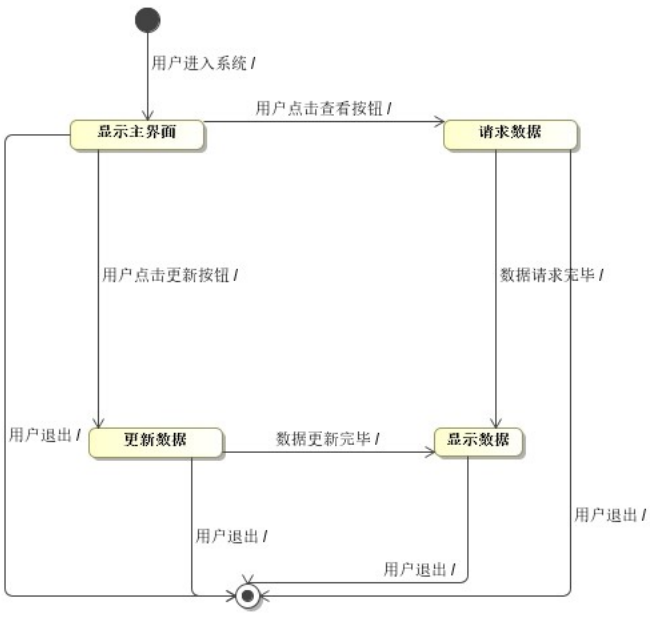 用户进入系统 /
用户点击查看按钮 /
显示主界面
请求数据
用户点击更新按钮 /
数据请求完毕 /
用户退出 /
更新数据
数据更新完毕 /
显示数据
用户退出 /
用户退出 /
用户退出 /